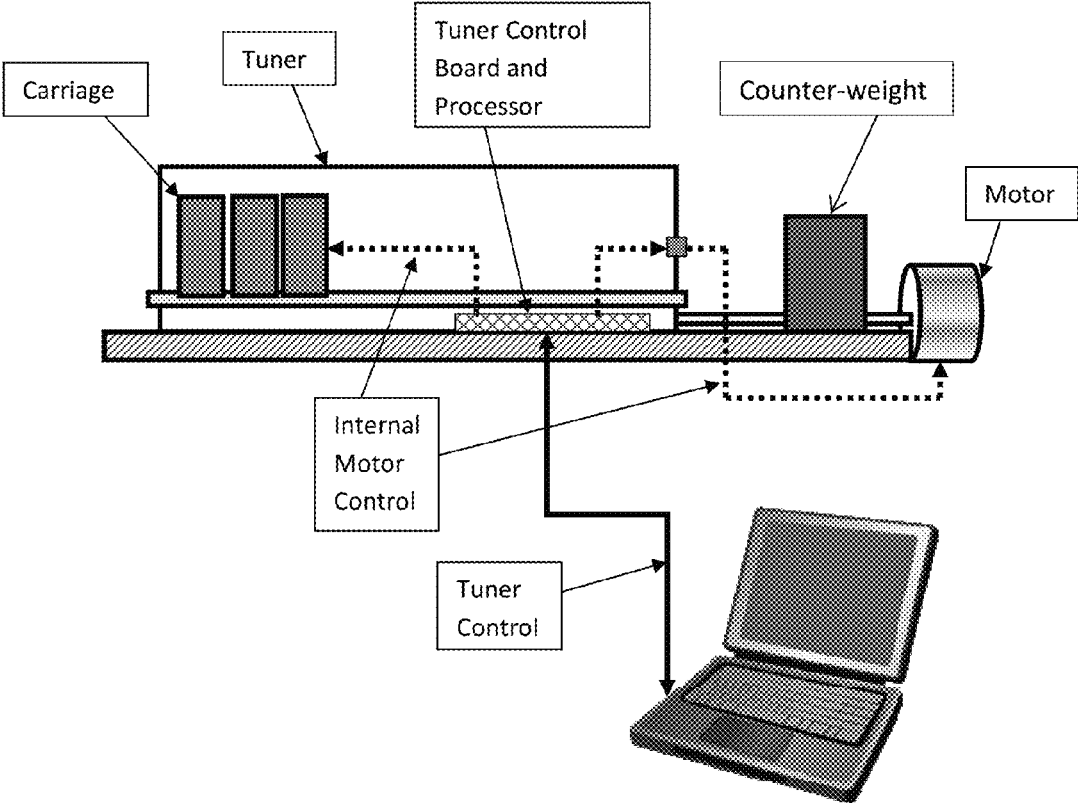 Tuner Control
Board and
Processor
Tuner
Carriage
Counter-weight
Motor
Internal
Motor
Control
Tuner
Control